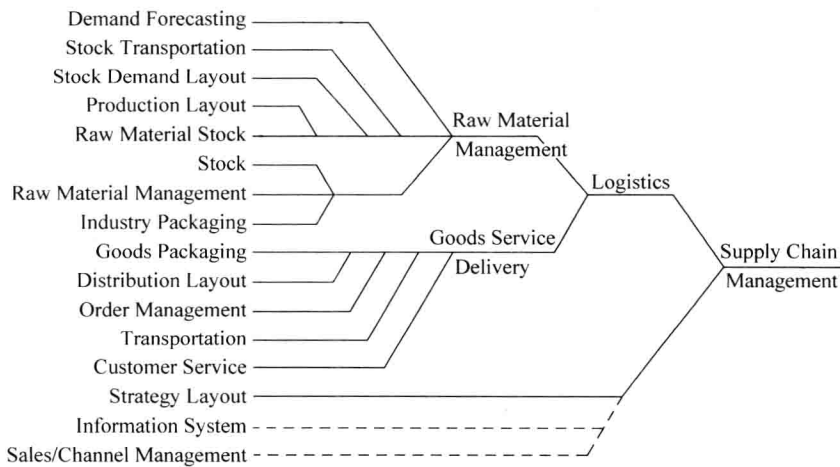 Demand Forecasting
Stock Transportation
Stock Demand Layout
Production Layout
Raw Material Stock
Stock
Raw Material Management
Industry Packaging
Goods Packaging
Distribution Layout
Order Management
Transportation
Customer Service
Strategy Layout
Information System
Sales/Channel Management
Raw Material
Management
Goods Service
Delivery
Logistics
Supply Chain
Management